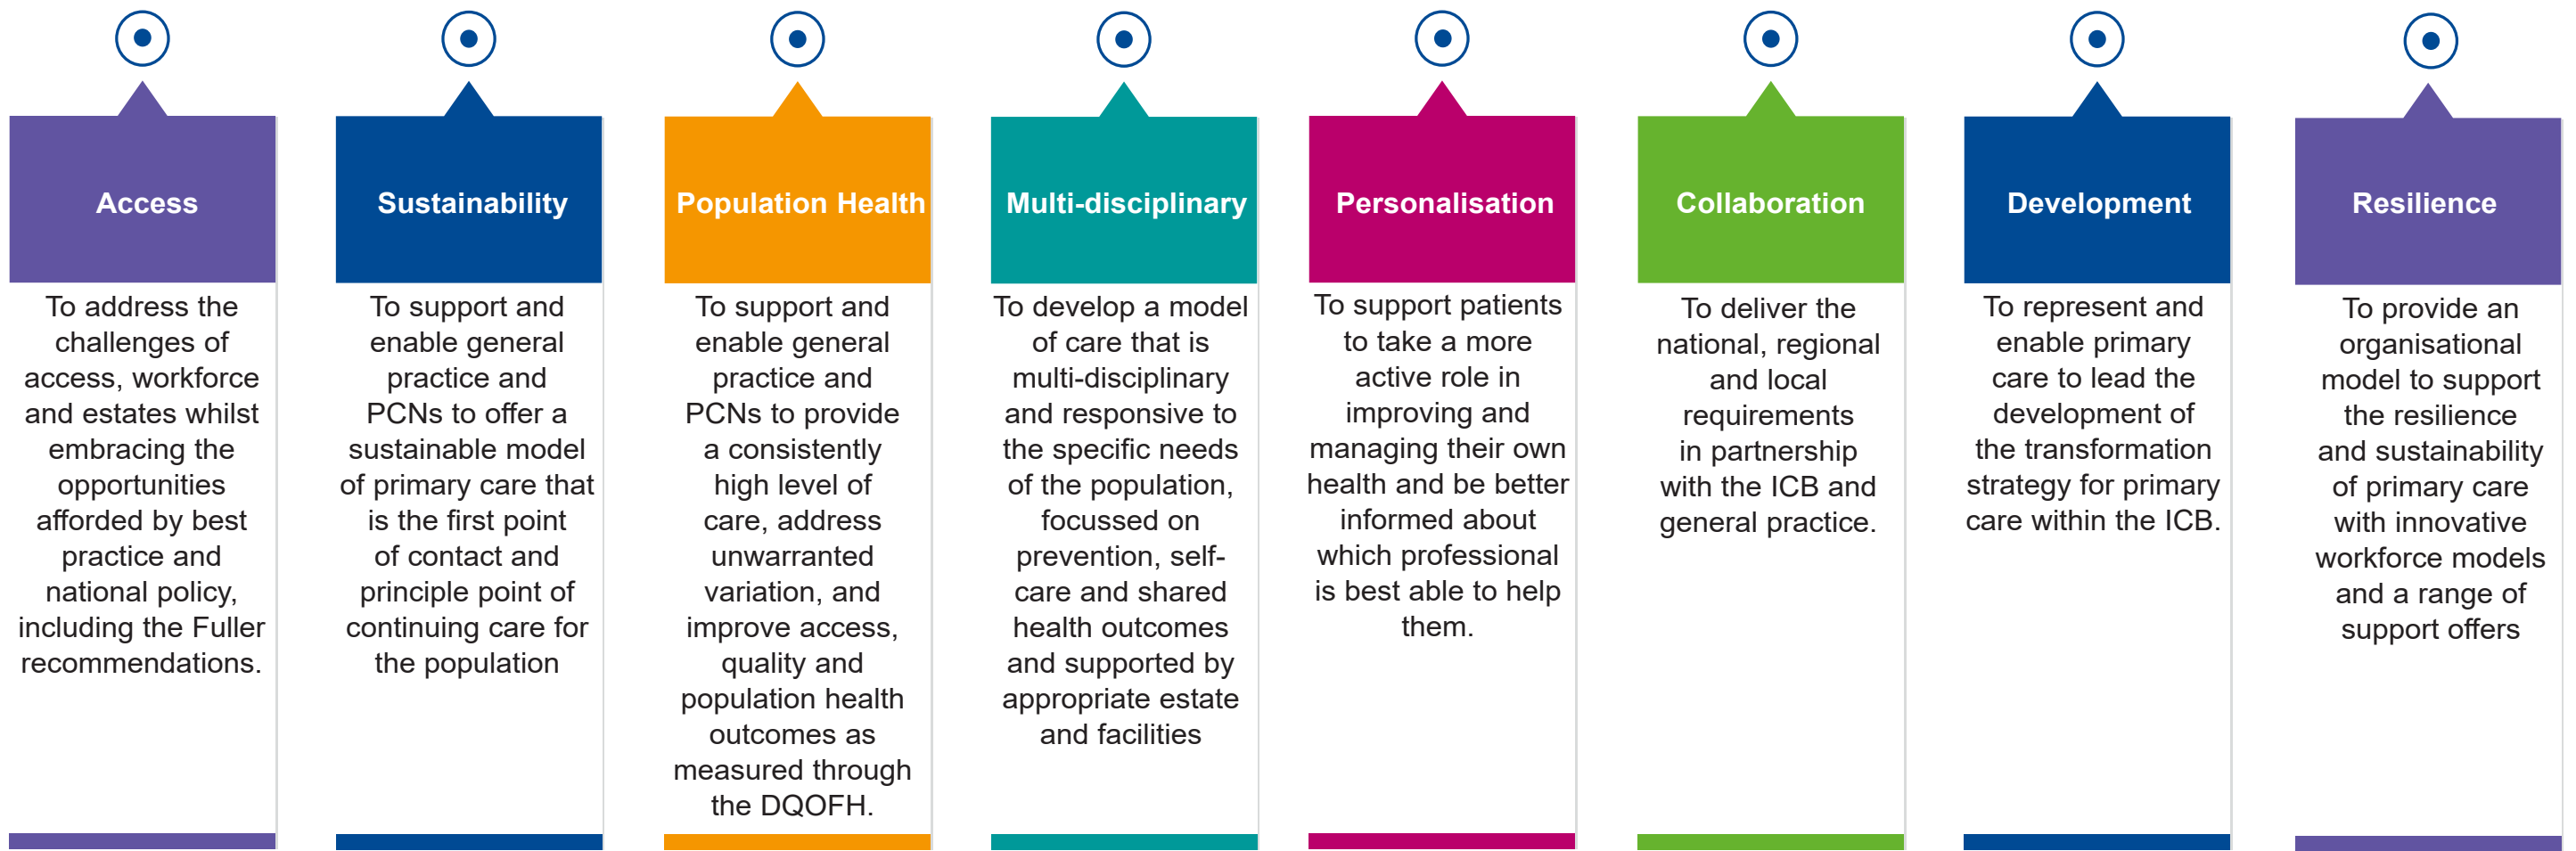 Access
To address the
challenges of
access, workforce
and estates whilst
embracing the
opportunities
afforded by best
practice and
national policy,
including the Fuller
recommendations.
Sustainability
To support and
enable general
practice and
PCNs to offer a
sustainable model
of primary care that
is the first point
of contact and
principle point of
continuing care for
the population
Population Health
To support and
enable general
practice and
PCNs to provide
a consistently
high level of
care, address
unwarranted
variation, and
improve access,
quality and
population health
outcomes as
measured through
the DQOFH.
Multi-disciplinary
To develop a model
of care that is
multi-disciplinary
and responsive to
the specific needs
of the population,
focussed on
prevention, self-
care and shared
health outcomes
and supported by
appropriate estate
and facilities
Personalisation
To support patients
to take a more
active role in
improving and
managing their own
health and be better
informed about
which professional
is best able to help
them.
Collaboration
To deliver the
national, regional
and local
requirements
in partnership
with the ICB and
general practice.
Development
To represent and
enable primary
care to lead the
development of
the transformation
strategy for primary
care within the ICB.
Resilience
To provide an
organisational
model to support
the resilience
and sustainability
of primary care
with innovative
workforce models
and a range of
support offers